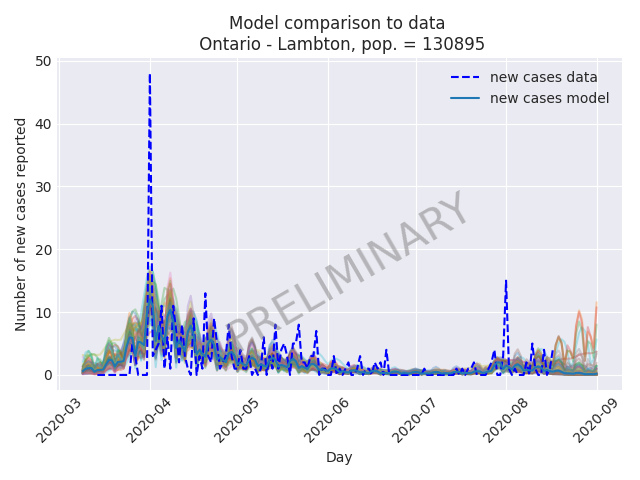 Model comparison to data
Ontario - Lambton, pop. = 130895
new cases data
new cases model
PRELIMINARY
Number of new cases reported
50
40
30
20
10
0
2020-03
2020-04
2020-05
2020-06
2020-07
2020-08
2020-09
Day